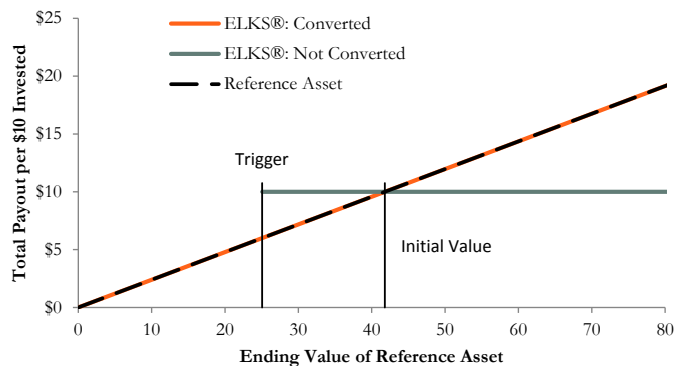 $25
$20
$15
$10
$5
$0
Total Payout per $10 Invested
ELKS®: Converted
ELKS®: Not Converted
Reference Asset
Trigger
Initial Value
0 10 20 30 40 50 60 70 80
Ending Value of Reference Asset